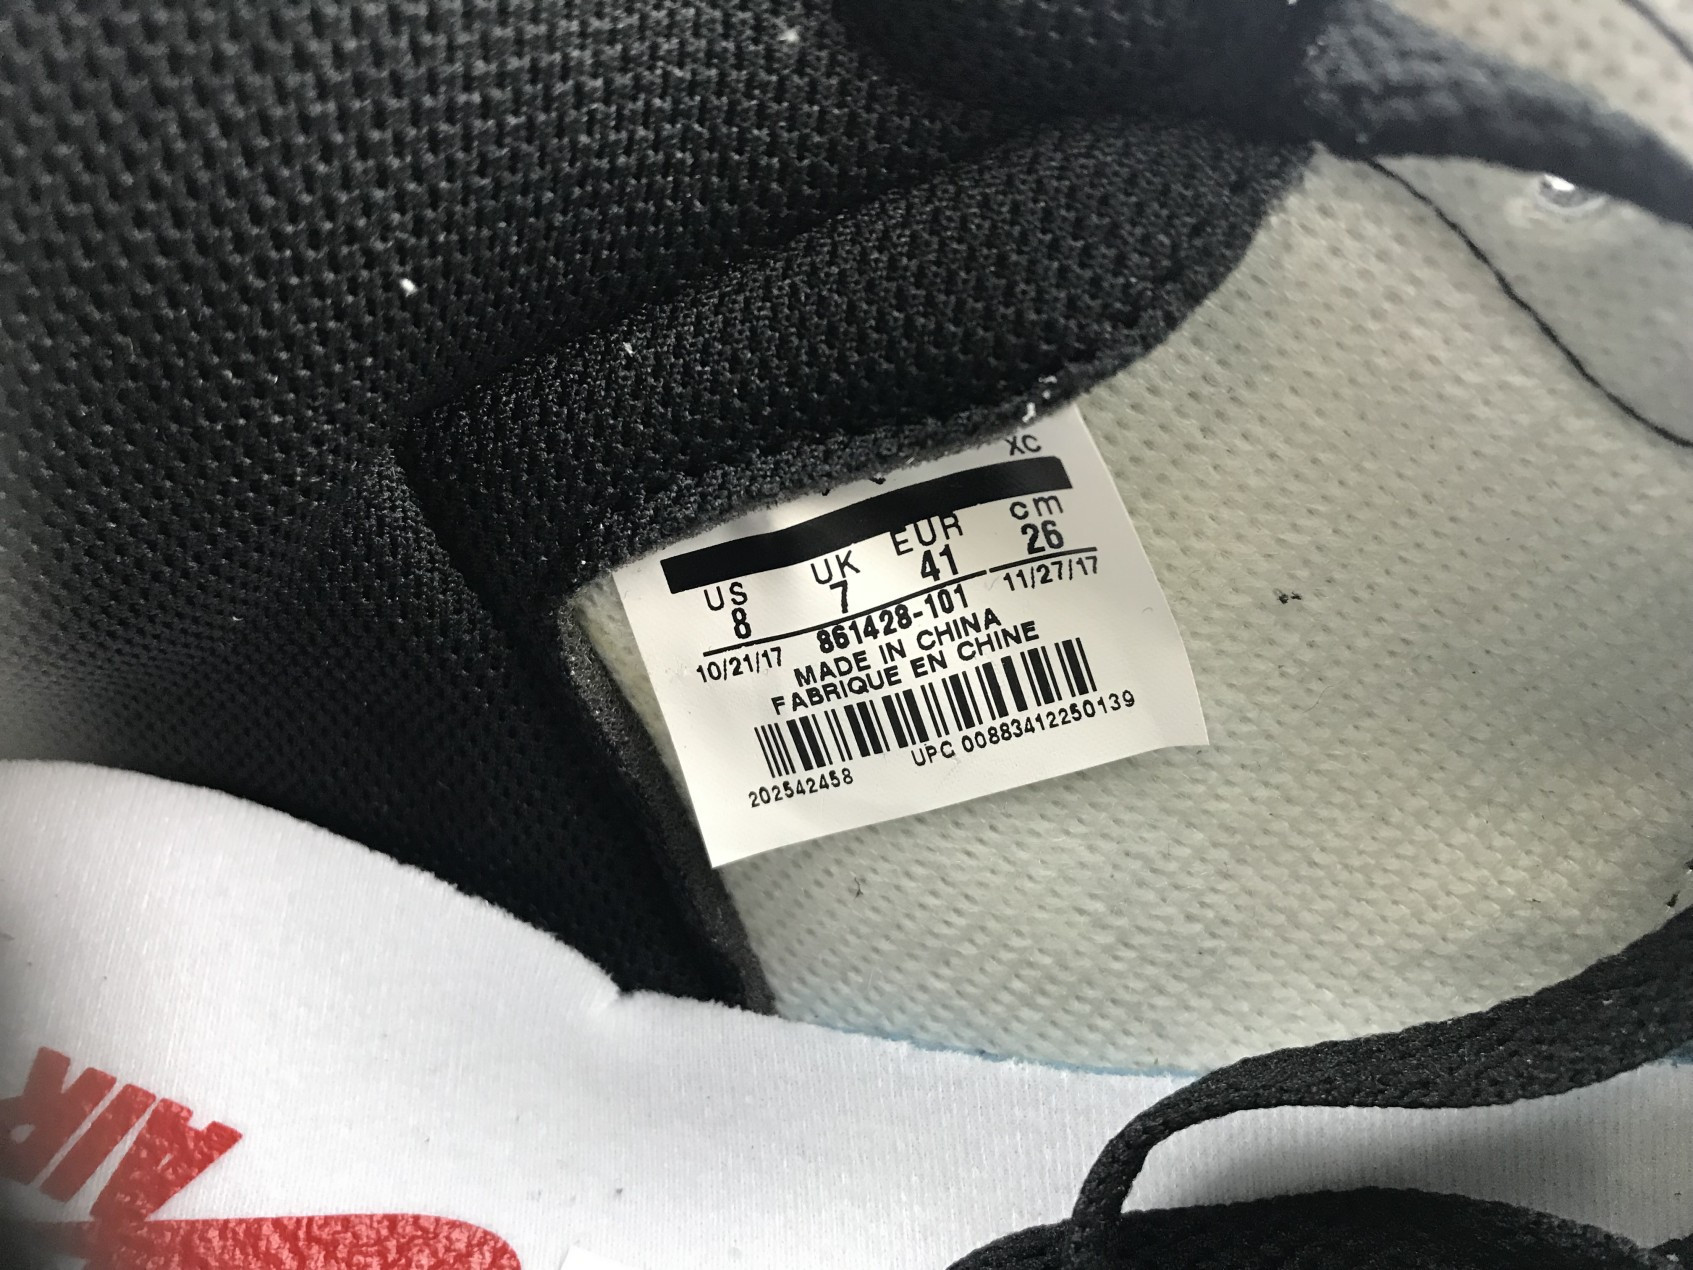 XC
US UK EUR cm
8 7 41 26
10/21/17 861428-101 11/27/17
MADE IN CHINA
FABRIQUE EN CHINE
202542458 UPC 00883412250139
AIR